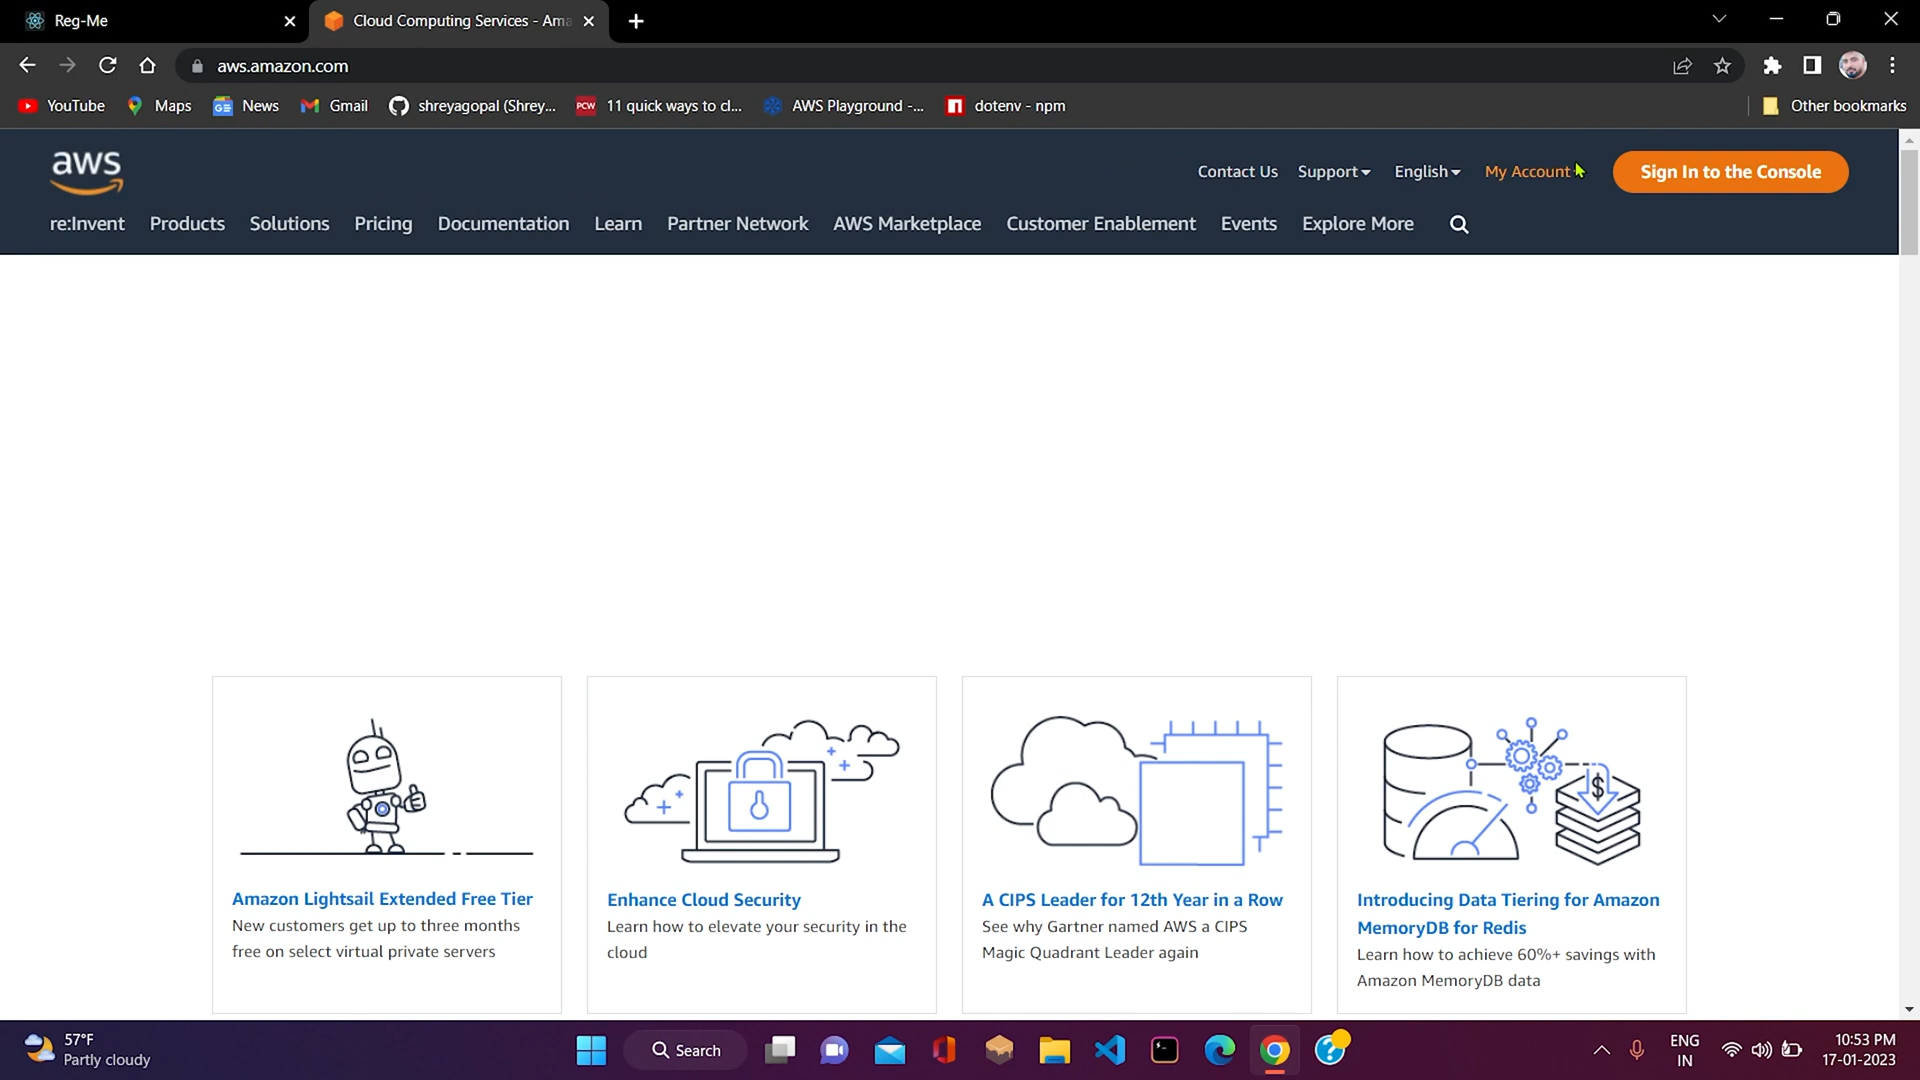 Reg-Me
Cloud Computing Services - Ama
aws.amazon.com
YouTube
Maps
News
Gmail
shreyagopal (Shrey...
PCW
11 quick ways to cl...
AWS Playground -...
dotenv - npm
Other bookmarks
aws
Contact Us
Support
English
My Account
Sign In to the Console
re:Invent
Products
Solutions
Pricing
Documentation
Learn
Partner Network
AWS Marketplace
Customer Enablement
Events
Explore More
Amazon Lightsail Extended Free Tier
New customers get up to three months
free on select virtual private servers
Enhance Cloud Security
Learn how to elevate your security in the
cloud
A CIPS Leader for 12th Year in a Row
See why Gartner named AWS a CIPS
Magic Quadrant Leader again
$
Introducing Data Tiering for Amazon
MemoryDB for Redis
Learn how to achieve 60%+ savings with
Amazon MemoryDB data
57°F
Partly cloudy
Search
ENG
IN
10:53 PM
17-01-2023